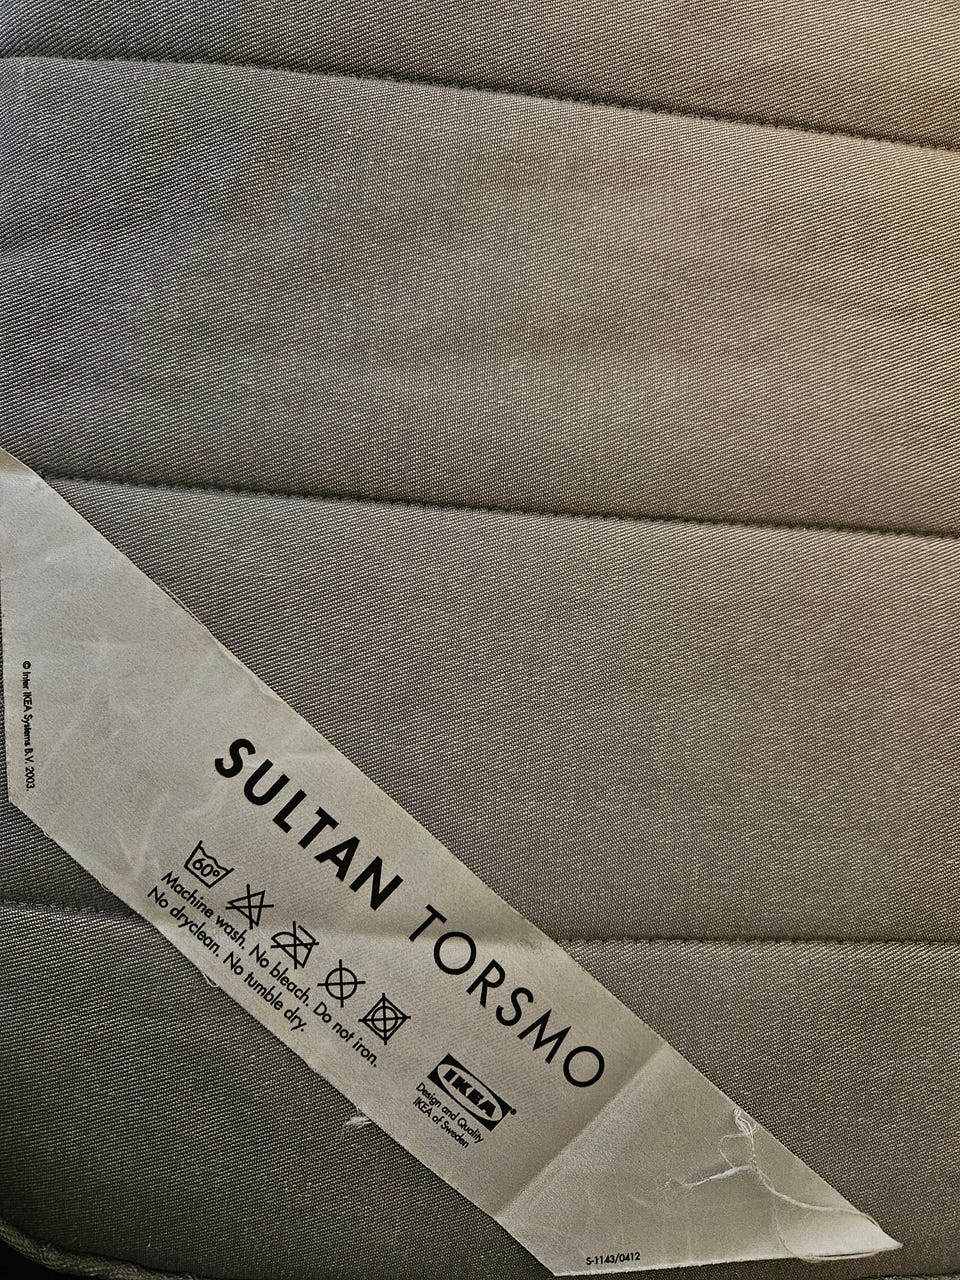 © Inter IKEA Systems B.V. 2003.
SULTAN TORSMO
60°
Machine wash. No bleach. Do not iron.
No dryclean. No tumble dry.
IKEA®
Design and Quality
IKEA of Sweden
S-1143/0412